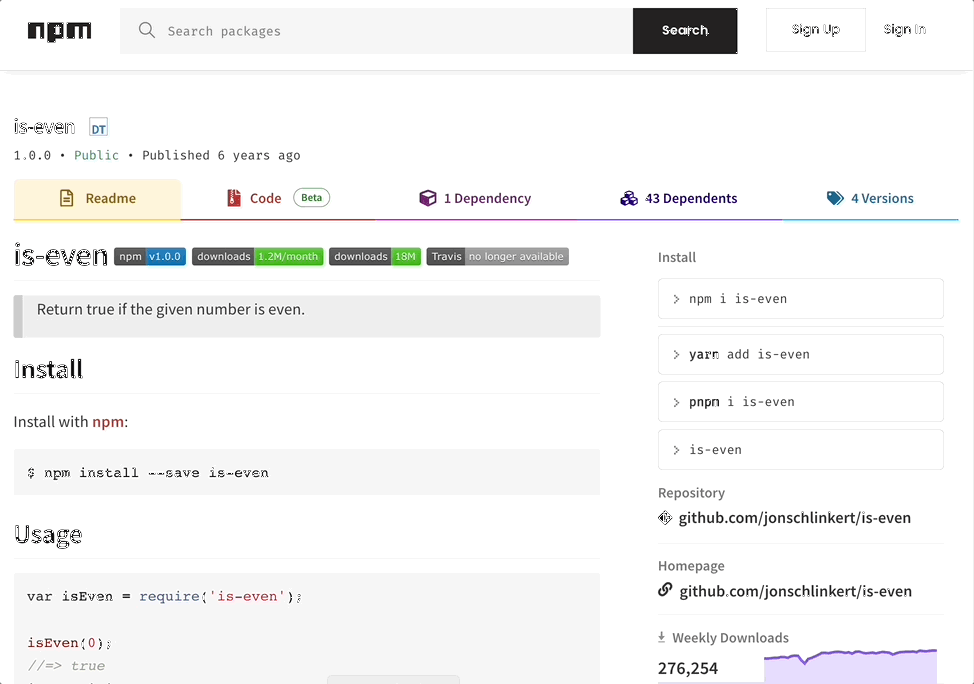 npm
Search packages
Search
Sign Up
Sign In
is-even DT
1.0.0 • Public • Published 6 years ago
Readme
Code Beta
1 Dependency
43 Dependents
4 Versions
is-even npm v1.0.0 downloads 1.2M/month downloads 18M Travis no longer available
Return true if the given number is even.
Install
Install with npm:
$ npm install --save is-even
Usage
var isEven = require('is-even');
isEven(0);
//=> true
Install
> npm i is-even
> yarn add is-even
> pnpm i is-even
> is-even
Repository
github.com/jonschlinkert/is-even
Homepage
github.com/jonschlinkert/is-even
Weekly Downloads
276,254